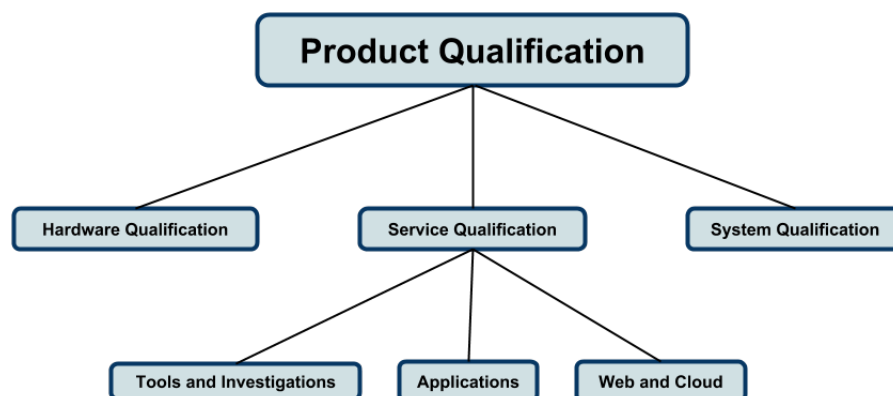 Product Qualification
Hardware Qualification
Service Qualification
System Qualification
Tools and Investigations
Applications
Web and Cloud